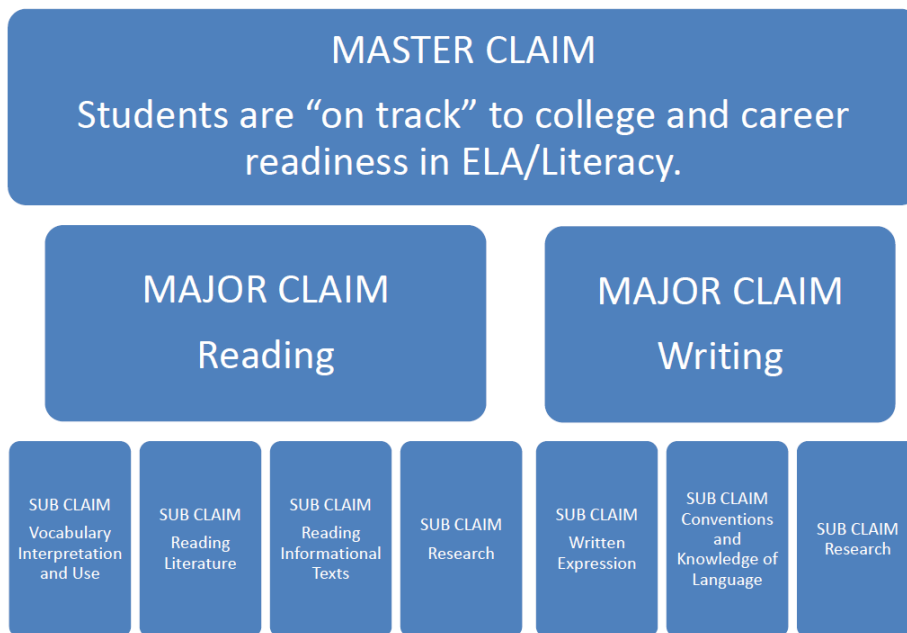 MASTER CLAIM
Students are “on track” to college and career
readiness in ELA/Literacy.
MAJOR CLAIM
Reading
MAJOR CLAIM
Writing
SUB CLAIM
Vocabulary
Interpretation
and Use
SUB CLAIM
Reading
Literature
SUB CLAIM
Reading
Informational
Texts
SUB CLAIM
Research
SUB CLAIM
Written
Expression
SUB CLAIM
Conventions
and
Knowledge of
Language
SUB CLAIM
Research